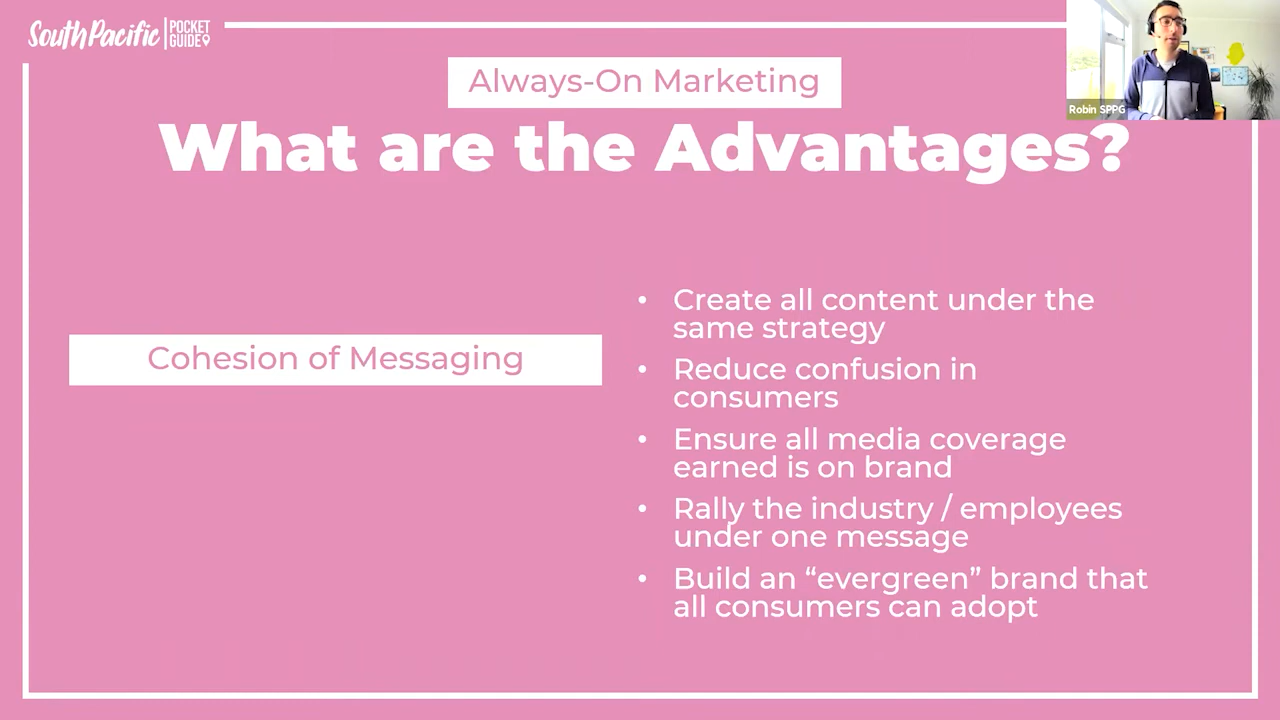 South Pacific POCKET
GUIDE
Always-On Marketing
Robin SPPG
What are the Advantages?
Cohesion of Messaging
• Create all content under the
same strategy
• Reduce confusion in
consumers
• Ensure all media coverage
earned is on brand
• Rally the industry / employees
under one message
• Build an “evergreen” brand that
all consumers can adopt